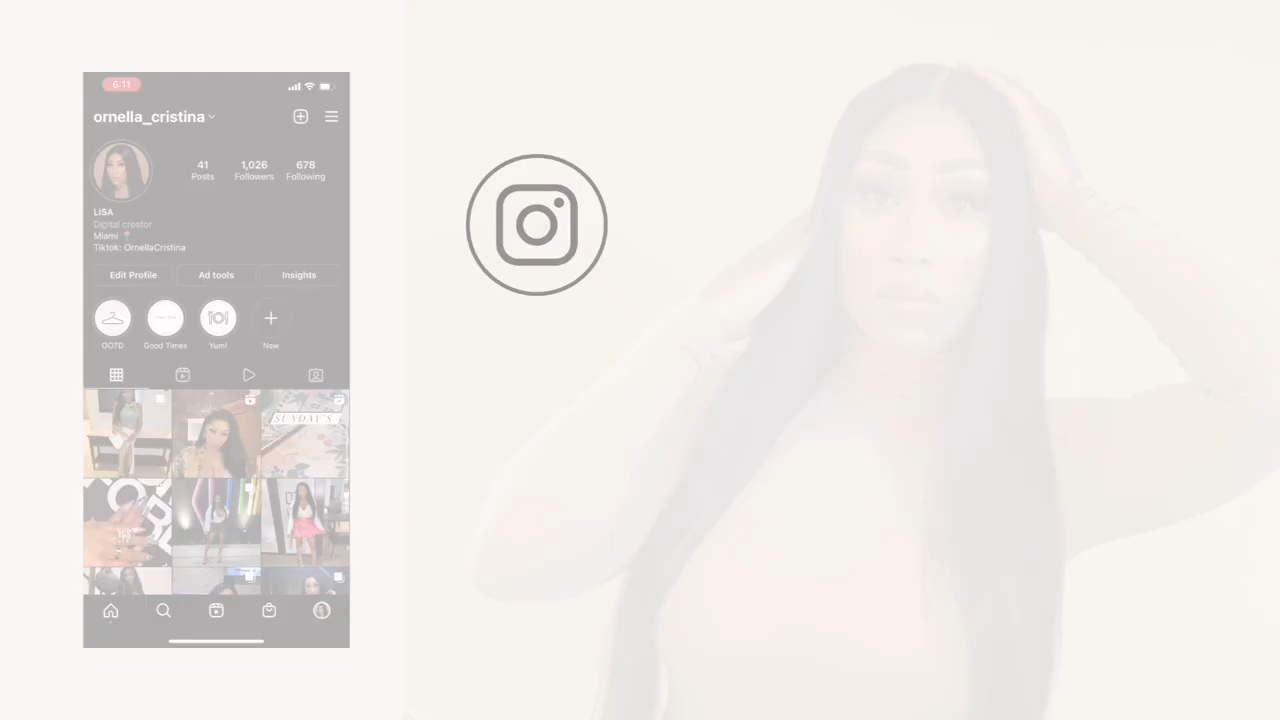 6:11
ornella_cristina
41 1,026 678
Posts Followers Following
LISA
Digital creator
Miami
Tiktok: OrnellaCristina
Edit Profile Ad tools Insights
OOTD Good Times Yum! New
SUNDAY'S